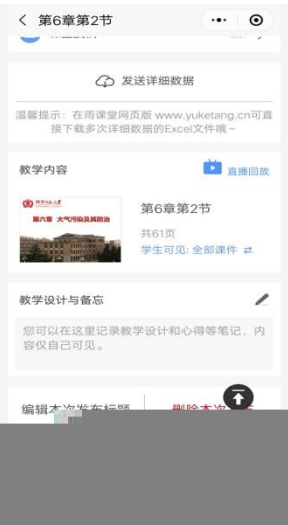 第6章第2节
发送详细数据
温馨提示：在雨课堂网页版 www.yuketang.cn可直
接下载多次详细数据的Excel文件哦~
教学内容
直播回放
第六章 大气污染及其防治
第6章第2节
共61页
学生可见: 全部课件
教学设计与备忘
您可以在这里记录教学设计和心得等笔记，内
容仅自己可见。
编辑本次发布标题
删除本次